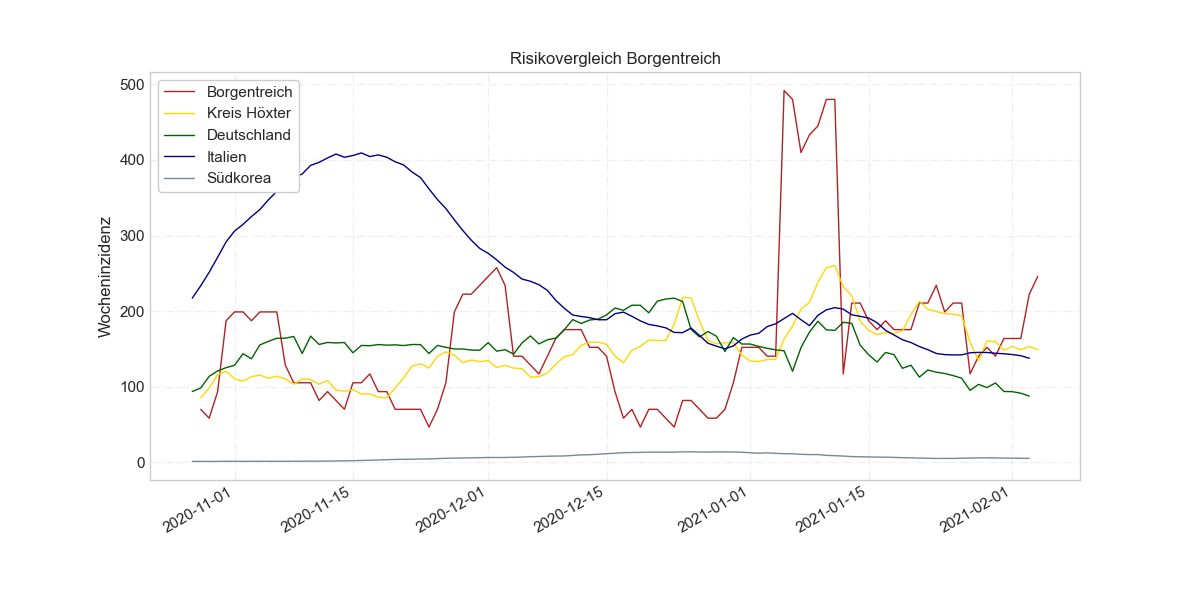 Risikovergleich Borgentreich
Wocheninzidenz
500
400
300
200
100
0
Borgentreich
Kreis Höxter
Deutschland
Italien
Südkorea
2020-11-01
2020-11-15
2020-12-01
2020-12-15
2021-01-01
2021-01-15
2021-02-01